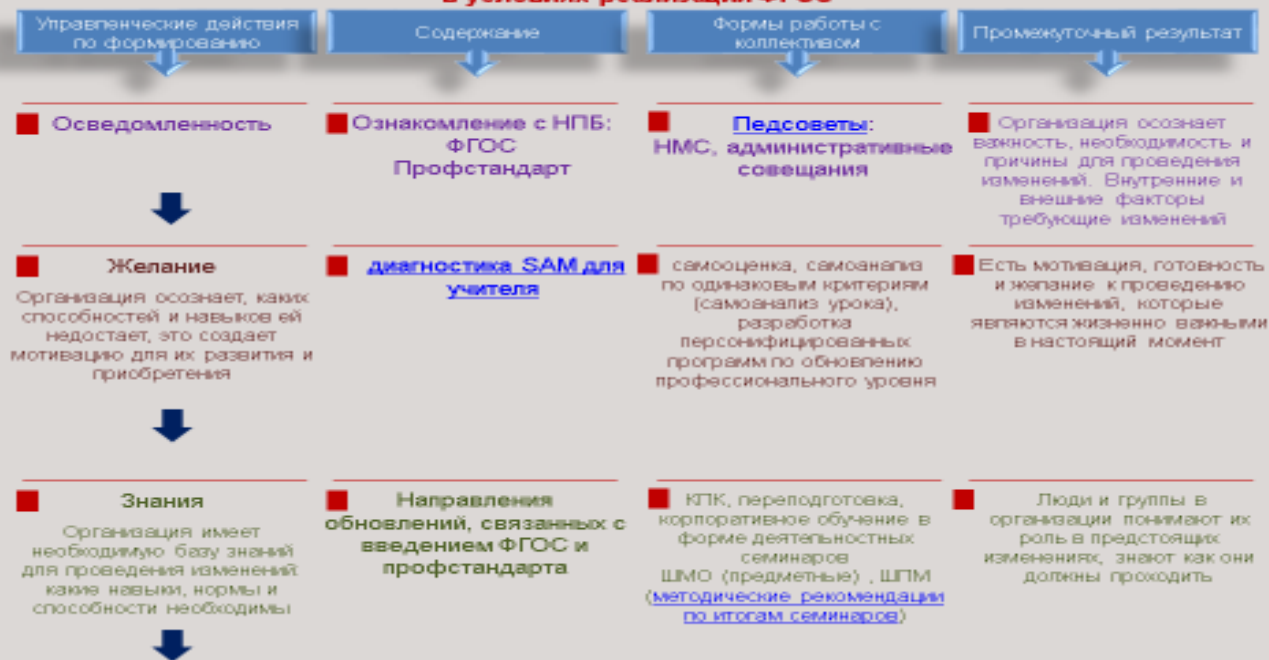 в условиях реализации ФГОС
Управленческие действия
по формированию
Содержание
Формы работы с
коллективом
Промежуточный результат
Осведомленность
Ознакомление с НПБ:
ФГОС
Профстандарт
Педсоветы:
НМС, административные
совещания
Организация осознает
важность, необходимость и
причины для проведения
изменений. Внутренние и
внешние факторы
требующие изменений
Желание
Организация осознает, каких
способностей и навыков ей
недостает, это создает
мотивацию для их развития и
приобретения
диагностика SAM для
учителя
самооценка, самоанализ
по одинаковым критериям
(самоанализ урока),
разработка
персонифицированных
программ по обновлению
профессионального уровня
Есть мотивация, готовность
и желание к проведению
изменений, которые
являются жизненно важными
в настоящий момент
Знания
Организация имеет
необходимую базу знаний
для проведения изменений:
какие навыки, нормы и
способности необходимы
Направления
обновлений, связанных с
введением ФГОС и
профстандарта
КПК, переподготовка,
корпоративное обучение в
форме деятельностных
семинаров
ШМО (предметные) , ШПМ
(методические рекомендации
по итогам семинаров)
Люди и группы в
организации понимают их
роль в предстоящих
изменениях, знают как они
должны проходить